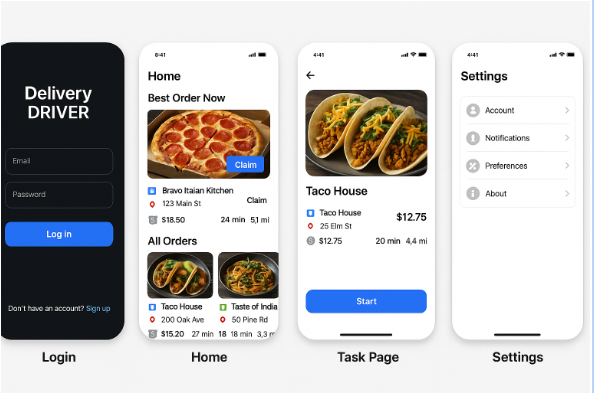 Delivery
DRIVER
Email
Password
Log in
Don't have an account? Sign up
Login
9:41
Home
Best Order Now
Claim
Bravo Itaian Kitchen
Claim
123 Main St
$18.50 24 min 5,1 mi
All Orders
Taco House
200 Oak Ave
$15.20 27 min
Taste of India
50 Pine Rd
18 18 min 3,3 m
Home
4:41
Taco House
Taco House
$12.75
25 Elm St
$12.75 20 min 4,4 mi
Start
Task Page
4:41
Settings
Account
Notifications
Preferences
About
Settings